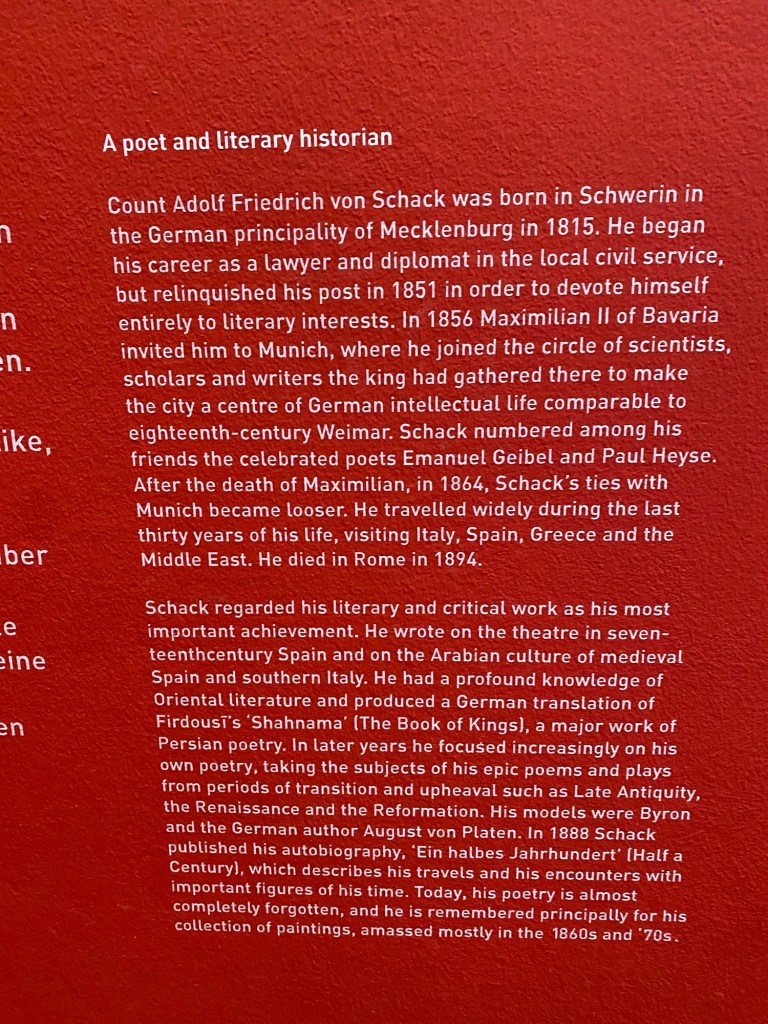 A poet and literary historian
Count Adolf Friedrich von Schack was born in Schwerin in
the German principality of Mecklenburg in 1815. He began
his career as a lawyer and diplomat in the local civil service,
but relinquished his post in 1851 in order to devote himself
entirely to literary interests. In 1856 Maximilian II of Bavaria
invited him to Munich, where he joined the circle of scientists,
scholars and writers the king had gathered there to make
the city a centre of German intellectual life comparable to
eighteenth-century Weimar. Schack numbered among his
friends the celebrated poets Emanuel Geibel and Paul Heyse.
After the death of Maximilian, in 1864, Schack's ties with
Munich became looser. He travelled widely during the last
thirty years of his life, visiting Italy, Spain, Greece and the
Middle East. He died in Rome in 1894.
Schack regarded his literary and critical work as his most
important achievement. He wrote on the theatre in seven-
teenthcentury Spain and on the Arabian culture of medieval
Spain and southern Italy. He had a profound knowledge of
Oriental literature and produced a German translation of
Firdousī's 'Shahnama' (The Book of Kings), a major work of
Persian poetry. In later years he focused increasingly on his
own poetry, taking the subjects of his epic poems and plays
from periods of transition and upheaval such as Late Antiquity,
the Renaissance and the Reformation. His models were Byron
and the German author August von Platen. In 1888 Schack
published his autobiography, 'Ein halbes Jahrhundert' (Half a
Century), which describes his travels and his encounters with
important figures of his time. Today, his poetry is almost
completely forgotten, and he is remembered principally for his
collection of paintings, amassed mostly in the 1860s and '70s.